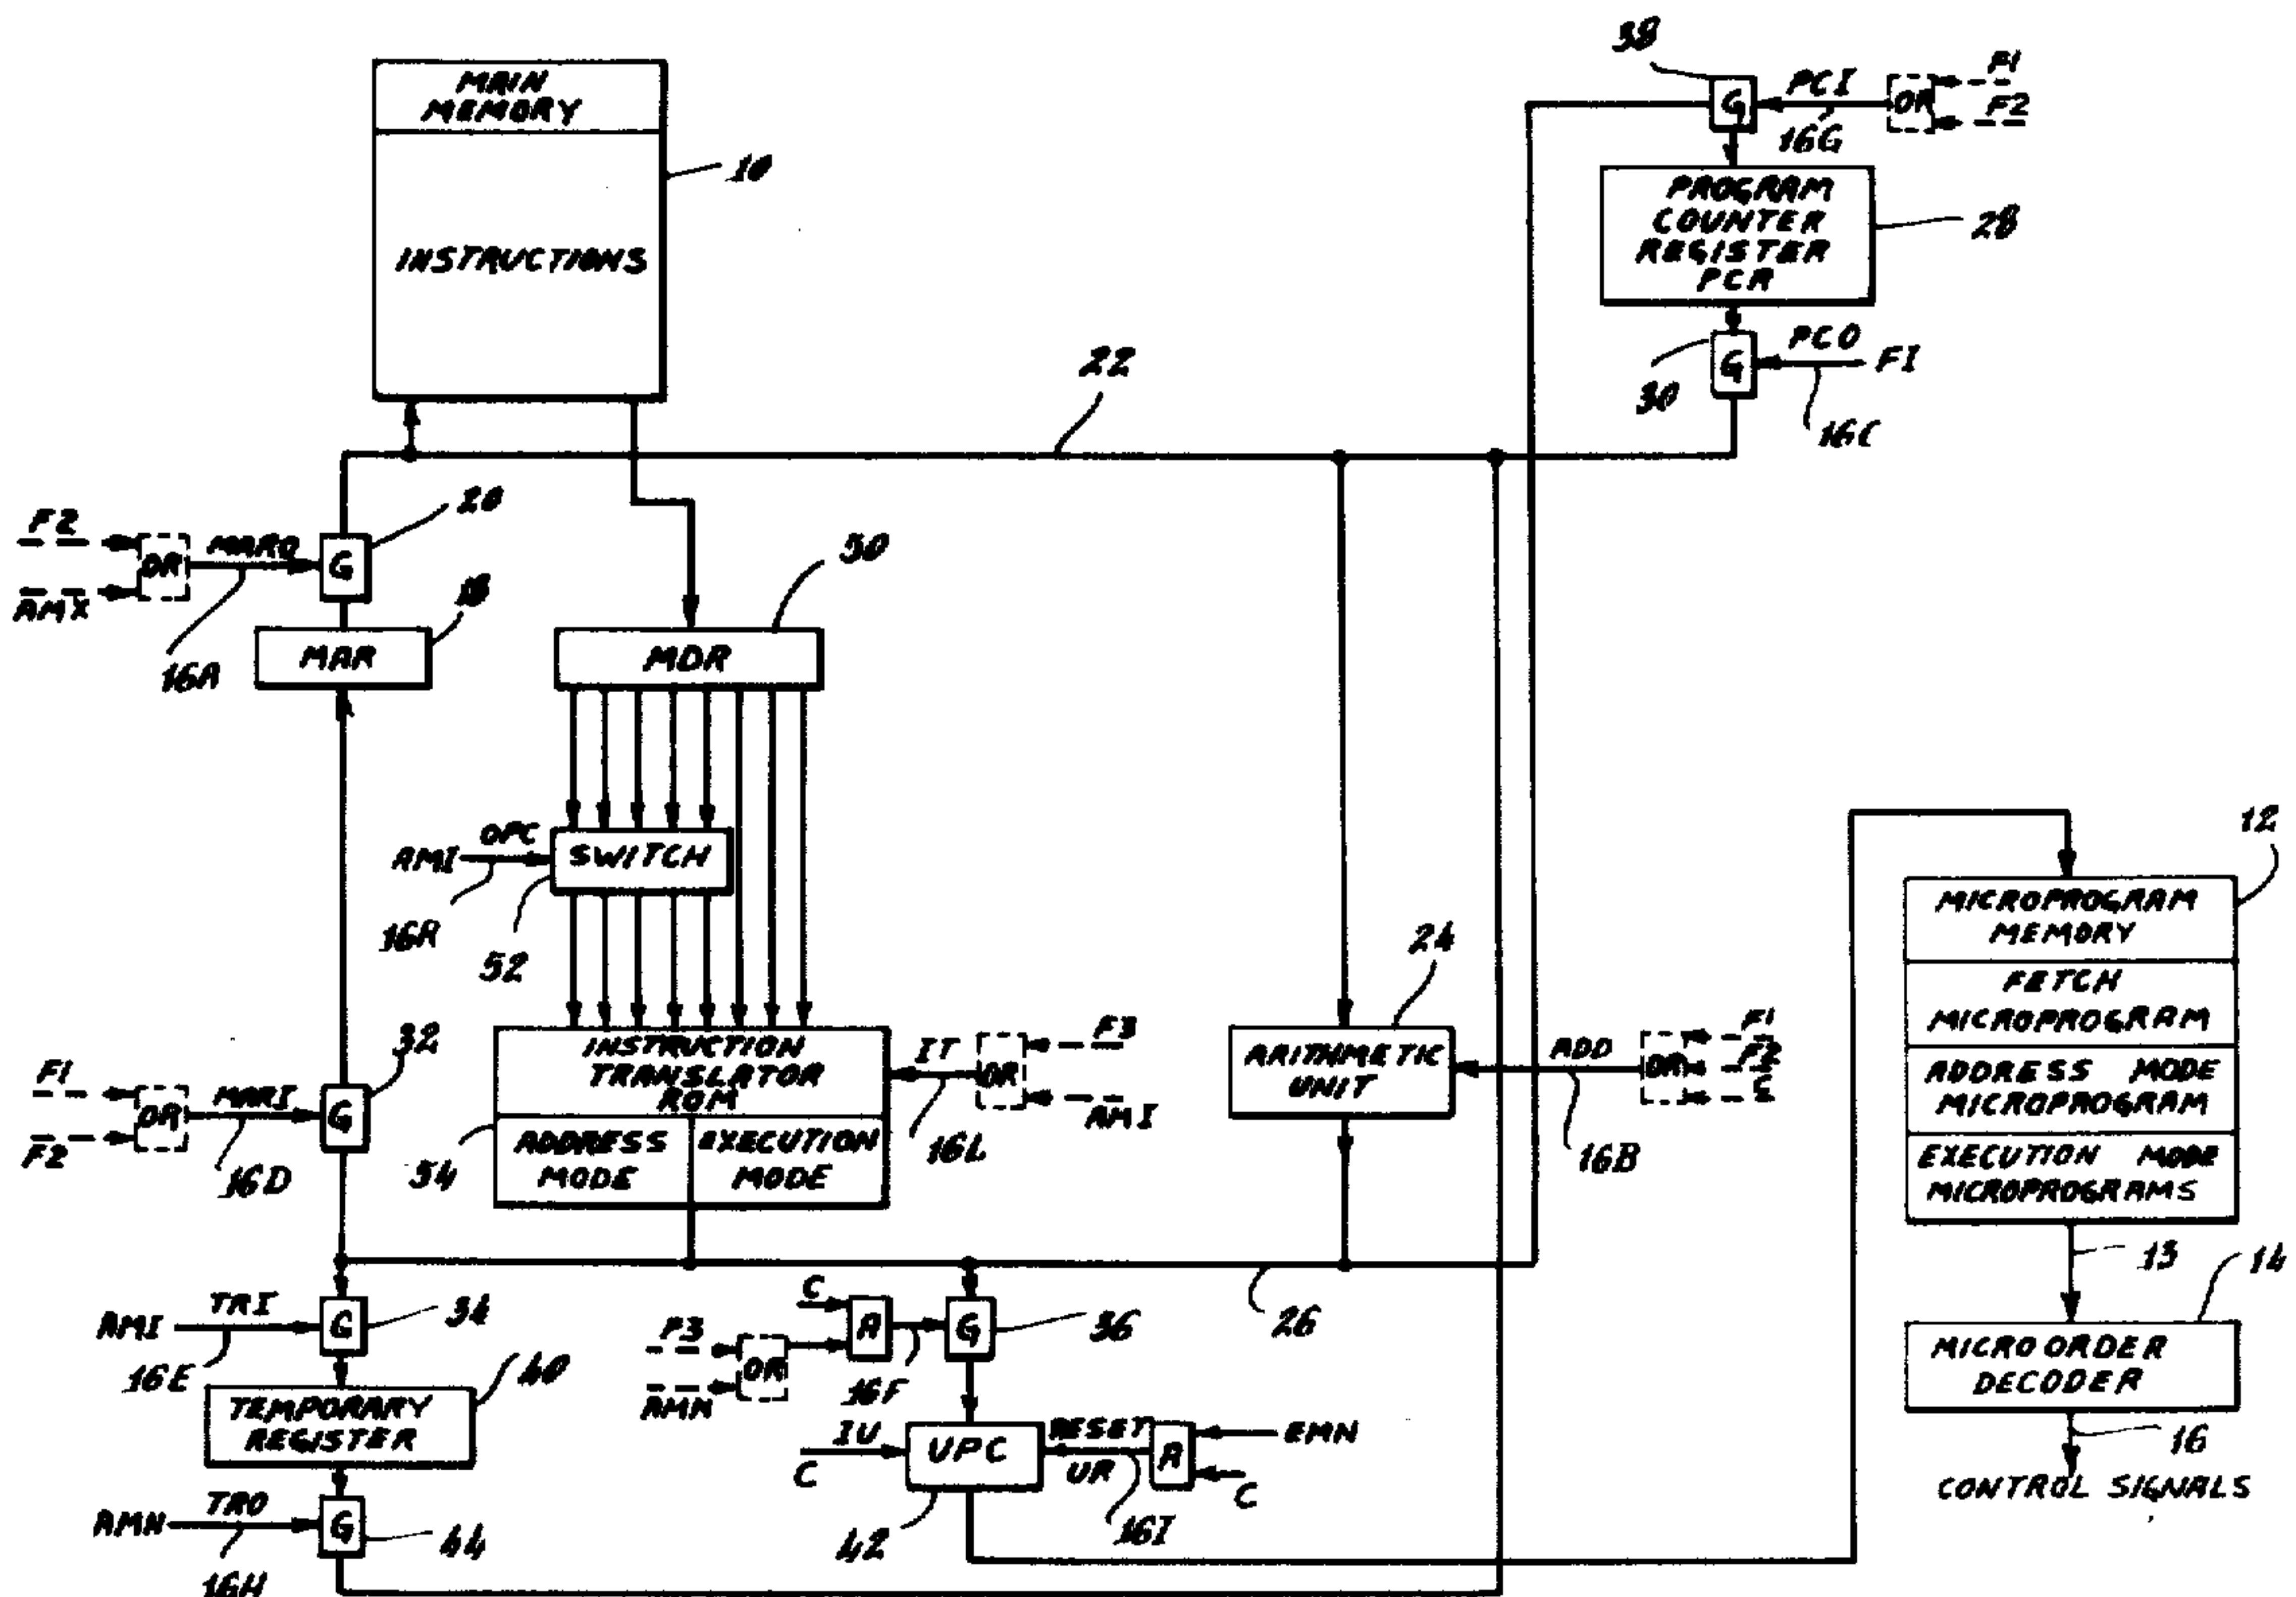 MAIN
MEMORY
INSTRUCTIONS
10
38
G
PCI
16G
OR
F1
F2
PROGRAM
COUNTER
REGISTER
PCR
28
G
PCO
FI
30
16C
22
F2
AMX
OR
MARO
16A
G
20
MAR
18
50
MDR
AMI
OPC
SWITCH
16R
52
INSTRUCTION
TRANSLATOR
ROM
ADDRESS
MODE
EXECUTION
MODE
54
IT
16L
OR
F3
AMI
24
ARITHMETIC
UNIT
ADD
16B
OR
F1
F2
12
MICROPROGRAM
MEMORY
FETCH
MICROPROGRAM
ADDRESS MODE
MICROPROGRAM
EXECUTION MODE
MICROPROGRAMS
13
14
MICRO ORDER
DECODER
16
CONTROL SIGNALS
F1
F2
OR
MARI
16D
G
32
AMI
TRI
16E
G
34
TEMPORARY
REGISTER
40
AMN
TRO
16H
G
44
F3
AMN
OR
C
A
16F
G
36
26
IU
C
UPC
42
RESET
UR
16I
A
EMN
C